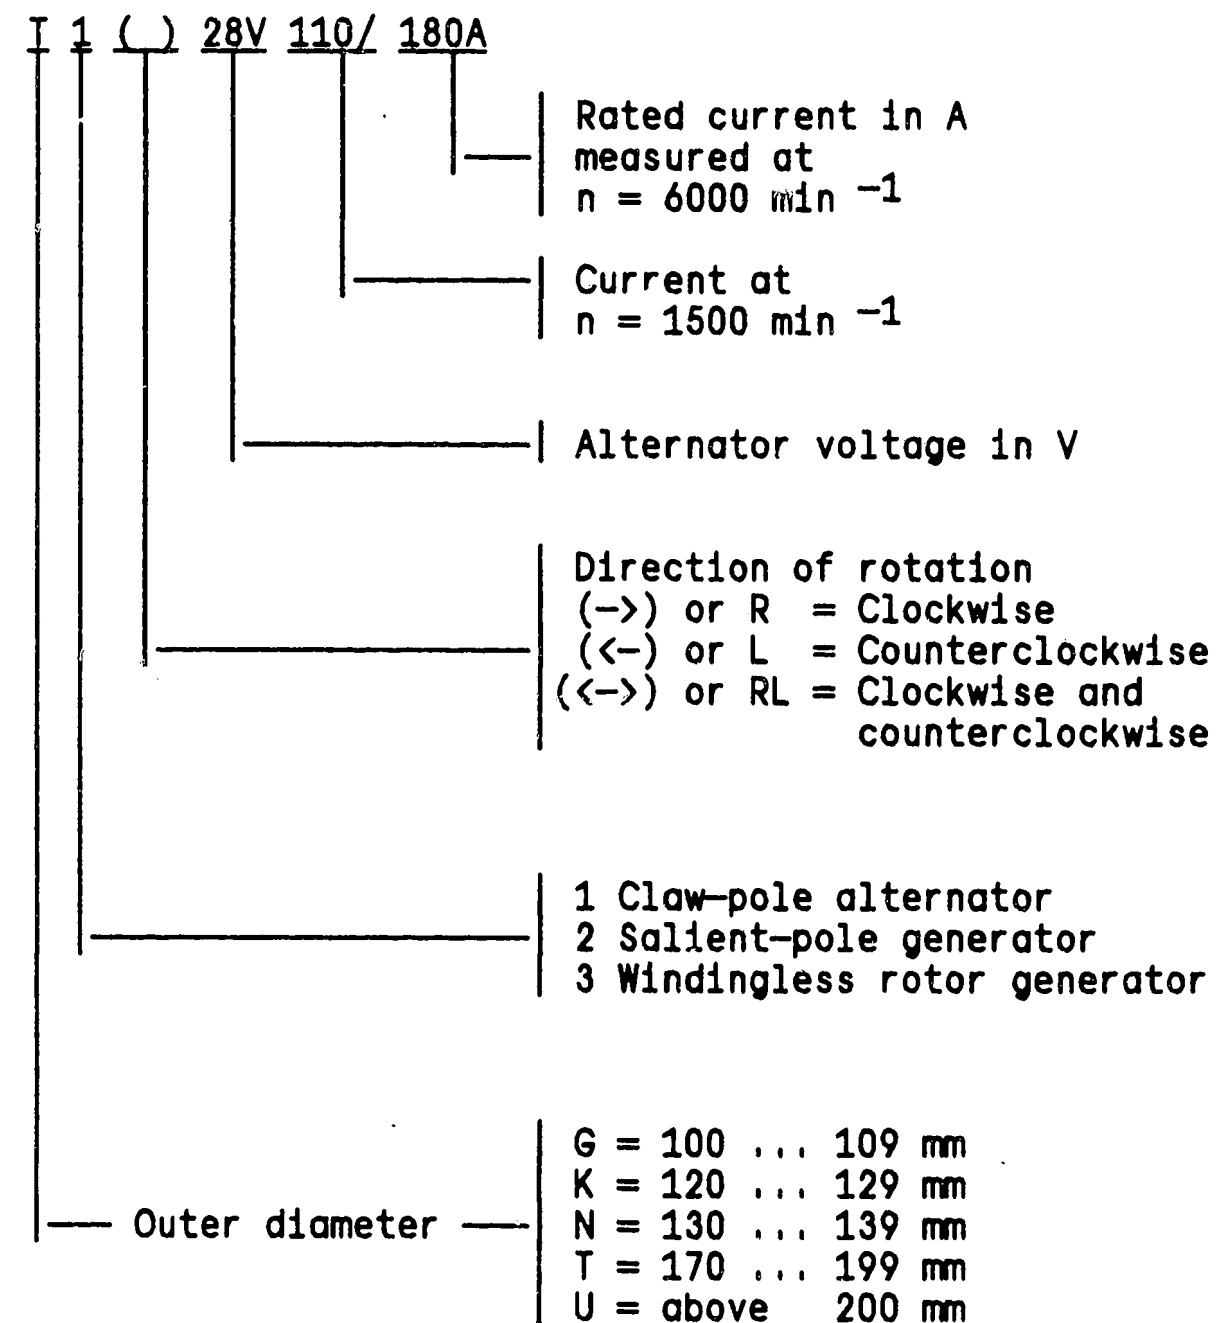 T 1 ( ) 28V 110/ 180A
Rated current in A
measured at
n = 6000 min -1
Current at
n = 1500 min -1
Alternator voltage in V
Direction of rotation
(->) or R = Clockwise
(<-) or L = Counterclockwise
(<->) or RL = Clockwise and
counterclockwise
1 Claw-pole alternator
2 Salient-pole generator
3 Windingless rotor generator
G = 100 ... 109 mm
K = 120 ... 129 mm
Outer diameter N = 130 ... 139 mm
T = 170 ... 199 mm
U = above 200 mm